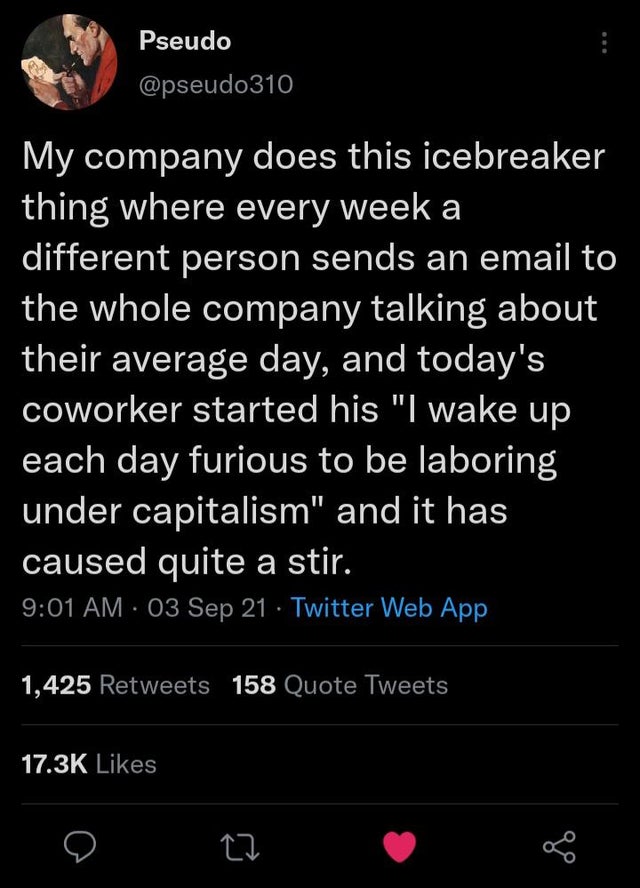 Pseudo
@pseudo310
My company does this icebreaker
thing where every week a
different person sends an email to
the whole company talking about
their average day, and today's
coworker started his "I wake up
each day furious to be laboring
under capitalism" and it has
caused quite a stir.
9:01 AM · 03 Sep 21 · Twitter Web App
1,425 Retweets 158 Quote Tweets
17.3K Likes